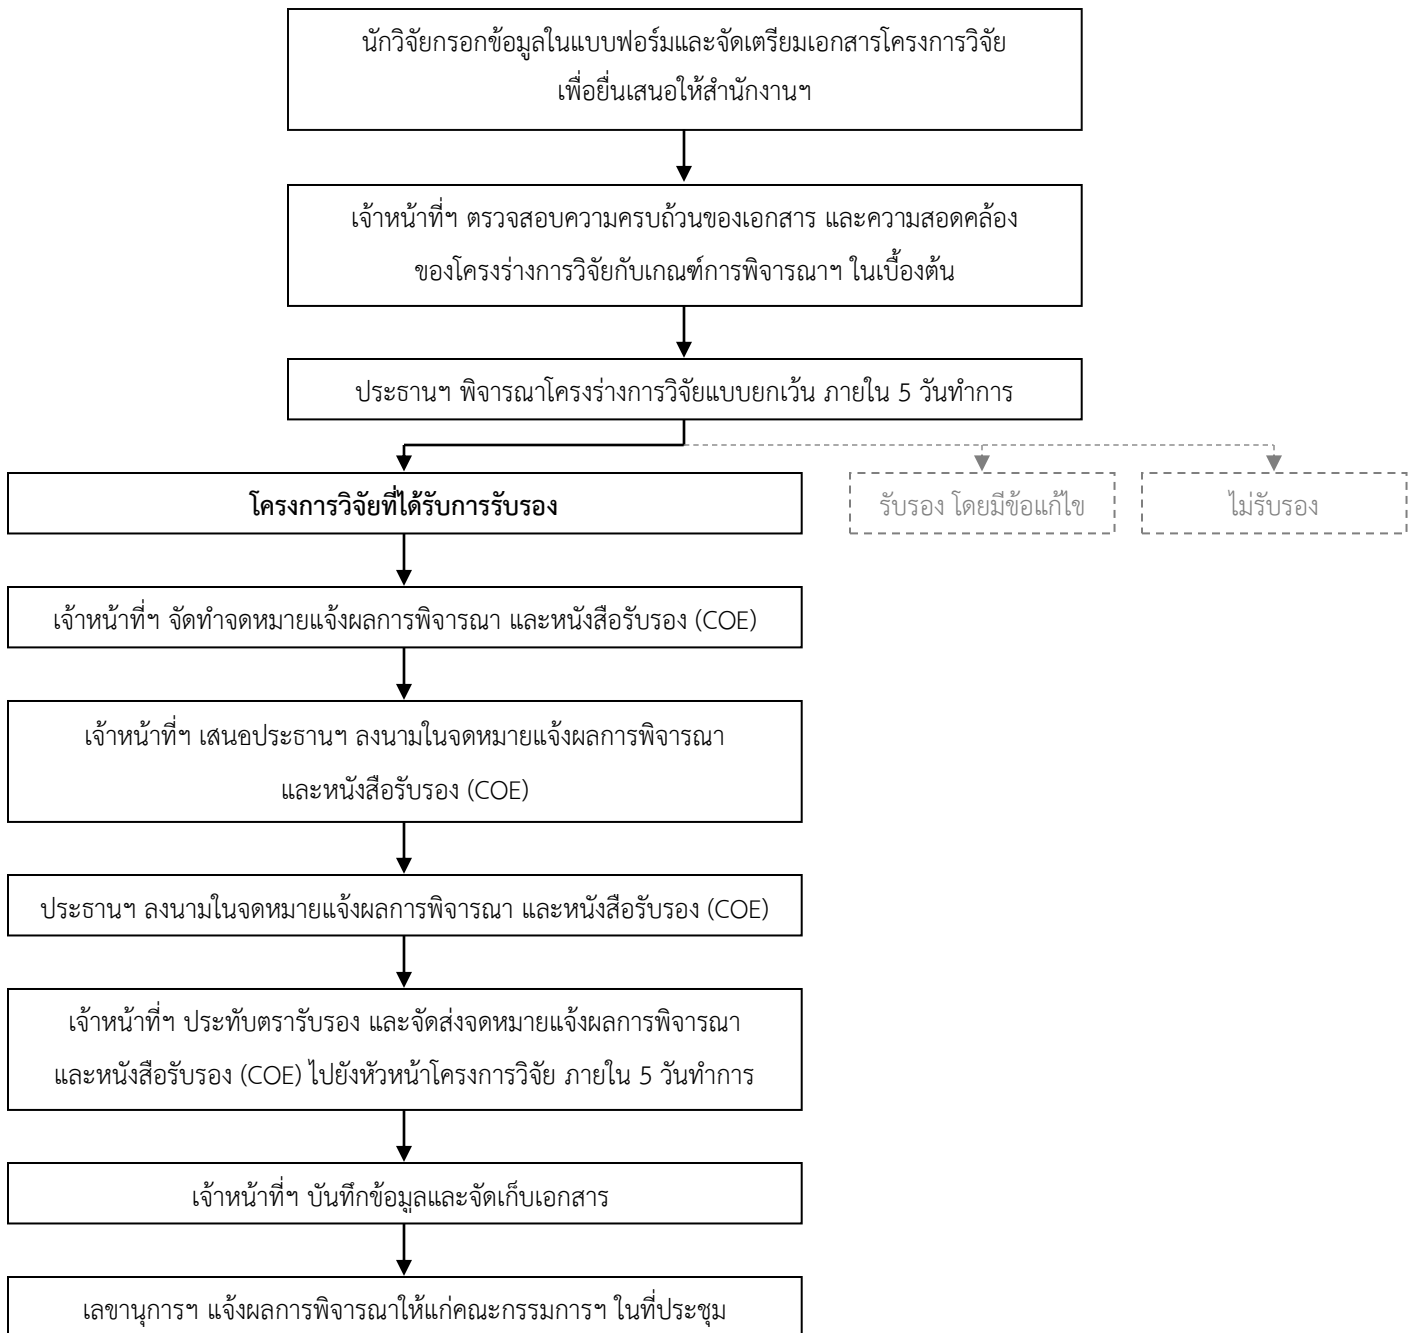 นักวิจัยกรอกข้อมูลในแบบฟอร์มและจัดเตรียมเอกสารโครงการวิจัย
เพื่อยื่นเสนอให้สำนักงานฯ
เจ้าหน้าที่ฯ ตรวจสอบความครบถ้วนของเอกสาร และความสอดคล้อง
ของโครงร่างการวิจัยกับเกณฑ์การพิจารณาฯ ในเบื้องต้น
ประธานฯ พิจารณาโครงร่างการวิจัยแบบยกเว้น ภายใน 5 วันทำการ
โครงการวิจัยที่ได้รับการรับรอง
รับรอง โดยมีข้อแก้ไข
ไม่รับรอง
เจ้าหน้าที่ฯ จัดทำจดหมายแจ้งผลการพิจารณา และหนังสือรับรอง (COE)
เจ้าหน้าที่ฯ เสนอประธานฯ ลงนามในจดหมายแจ้งผลการพิจารณา
และหนังสือรับรอง (COE)
ประธานฯ ลงนามในจดหมายแจ้งผลการพิจารณา และหนังสือรับรอง (COE)
เจ้าหน้าที่ฯ ประทับตรารับรอง และจัดส่งจดหมายแจ้งผลการพิจารณา
และหนังสือรับรอง (COE) ไปยังหัวหน้าโครงการวิจัย ภายใน 5 วันทำการ
เจ้าหน้าที่ฯ บันทึกข้อมูลและจัดเก็บเอกสาร
เลขานุการฯ แจ้งผลการพิจารณาให้แก่คณะกรรมการฯ ในที่ประชุม